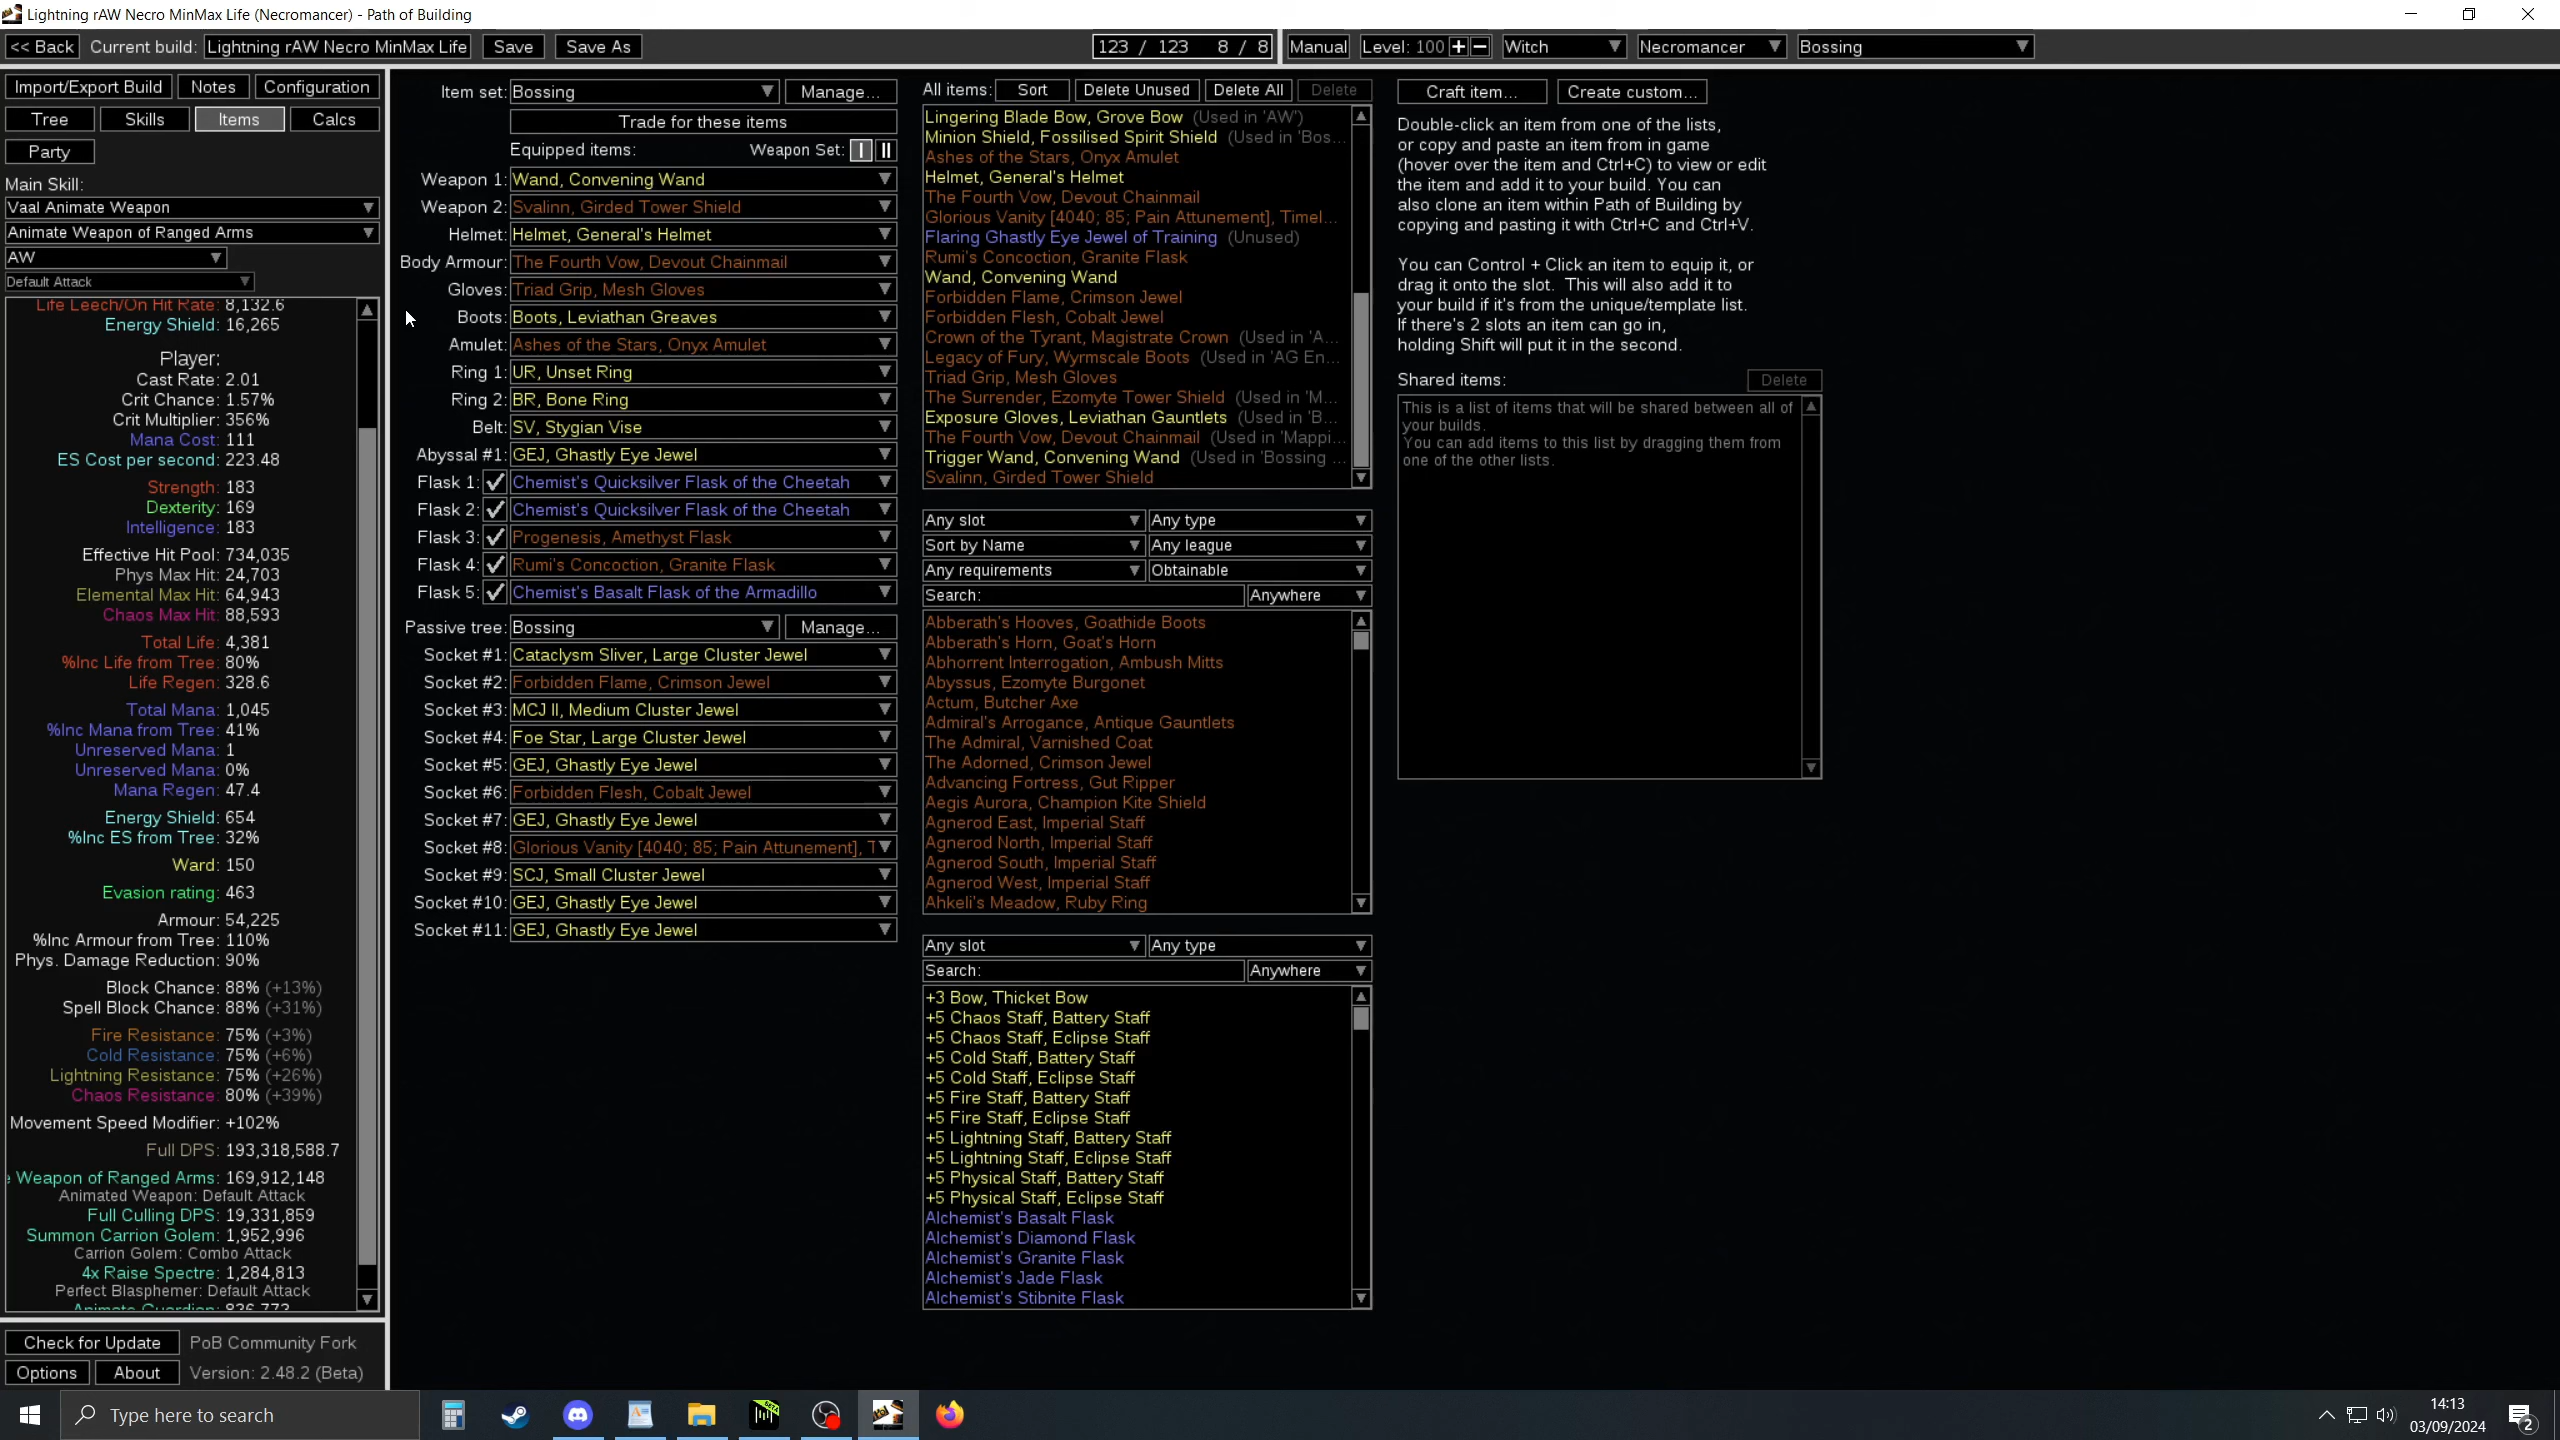 Lightning rAW Necro MinMax Life (Necromancer) - Path of Building
<< Back Current build: Lightning rAW Necro MinMax Life Save Save As 123 / 123 8 / 8 Manual Level: 100 Witch Necromancer Bossing
Import/Export Build Notes Configuration
Tree Skills Items Calcs
Party
Main Skill:
Vaal Animate Weapon
Animate Weapon of Ranged Arms
AW
Default Attack
Life Leech/On Hit Rate: 8,132.6
Energy Shield: 16,265
Player:
Cast Rate: 2.01
Crit Chance: 1.57%
Crit Multiplier: 356%
Mana Cost: 111
ES Cost per second: 223.48
Strength: 183
Dexterity: 169
Intelligence: 183
Effective Hit Pool: 734,035
Phys Max Hit: 24,703
Elemental Max Hit: 64,943
Chaos Max Hit: 88,593
Total Life: 4,381
%Inc Life from Tree: 80%
Life Regen: 328.6
Total Mana: 1,045
%Inc Mana from Tree: 41%
Unreserved Mana: 1
Unreserved Mana: 0%
Mana Regen: 47.4
Energy Shield: 654
%Inc ES from Tree: 32%
Ward: 150
Evasion rating: 463
Armour: 54,225
%Inc Armour from Tree: 110%
Phys. Damage Reduction: 90%
Block Chance: 88% (+13%)
Spell Block Chance: 88% (+31%)
Fire Resistance: 75% (+3%)
Cold Resistance: 75% (+6%)
Lightning Resistance: 75% (+26%)
Chaos Resistance: 80% (+39%)
Movement Speed Modifier: +102%
Full DPS: 193,318,588.7
e Weapon of Ranged Arms: 169,912,148
Animated Weapon: Default Attack
Full Culling DPS: 19,331,859
Summon Carrion Golem: 1,952,996
Carrion Golem: Combo Attack
4x Raise Spectre: 1,284,813
Perfect Blasphemer: Default Attack
Animate Guardian: 836,773
Check for Update PoB Community Fork
Options About Version: 2.48.2 (Beta)
Item set: Bossing Manage...
Trade for these items
Equipped items: Weapon Set: I II
Weapon 1: Wand, Convening Wand
Weapon 2: Svalinn, Girded Tower Shield
Helmet: Helmet, General's Helmet
Body Armour: The Fourth Vow, Devout Chainmail
Gloves: Triad Grip, Mesh Gloves
Boots: Boots, Leviathan Greaves
Amulet: Ashes of the Stars, Onyx Amulet
Ring 1: UR, Unset Ring
Ring 2: BR, Bone Ring
Belt: SV, Stygian Vise
Abyssal #1: GEJ, Ghastly Eye Jewel
Flask 1: Chemist's Quicksilver Flask of the Cheetah
Flask 2: Chemist's Quicksilver Flask of the Cheetah
Flask 3: Progenesis, Amethyst Flask
Flask 4: Rumi's Concoction, Granite Flask
Flask 5: Chemist's Basalt Flask of the Armadillo
Passive tree: Bossing Manage...
Socket #1: Cataclysm Sliver, Large Cluster Jewel
Socket #2: Forbidden Flame, Crimson Jewel
Socket #3: MCJ II, Medium Cluster Jewel
Socket #4: Foe Star, Large Cluster Jewel
Socket #5: GEJ, Ghastly Eye Jewel
Socket #6: Forbidden Flesh, Cobalt Jewel
Socket #7: GEJ, Ghastly Eye Jewel
Socket #8: Glorious Vanity [4040; 85; Pain Attunement], T
Socket #9: SCJ, Small Cluster Jewel
Socket #10: GEJ, Ghastly Eye Jewel
Socket #11: GEJ, Ghastly Eye Jewel
All items: Sort Delete Unused Delete All Delete
Lingering Blade Bow, Grove Bow (Used in 'AW')
Minion Shield, Fossilised Spirit Shield (Used in 'Bos...
Ashes of the Stars, Onyx Amulet
Helmet, General's Helmet
The Fourth Vow, Devout Chainmail
Glorious Vanity [4040; 85; Pain Attunement], Timel...
Flaring Ghastly Eye Jewel of Training (Unused)
Rumi's Concoction, Granite Flask
Wand, Convening Wand
Forbidden Flame, Crimson Jewel
Forbidden Flesh, Cobalt Jewel
Crown of the Tyrant, Magistrate Crown (Used in 'A...
Legacy of Fury, Wyrmscale Boots (Used in 'AG En...
Triad Grip, Mesh Gloves
The Surrender, Ezomyte Tower Shield (Used in 'M...
Exposure Gloves, Leviathan Gauntlets (Used in 'B...
The Fourth Vow, Devout Chainmail (Used in 'Mappi...
Trigger Wand, Convening Wand (Used in 'Bossing ...
Svalinn, Girded Tower Shield
Any slot Any type
Sort by Name Any league
Any requirements Obtainable
Search: Anywhere
Abberath's Hooves, Goathide Boots
Abberath's Horn, Goat's Horn
Abhorrent Interrogation, Ambush Mitts
Abyssus, Ezomyte Burgonet
Actum, Butcher Axe
Admiral's Arrogance, Antique Gauntlets
The Admiral, Varnished Coat
The Adorned, Crimson Jewel
Advancing Fortress, Gut Ripper
Aegis Aurora, Champion Kite Shield
Agnerod East, Imperial Staff
Agnerod North, Imperial Staff
Agnerod South, Imperial Staff
Agnerod West, Imperial Staff
Ahkeli's Meadow, Ruby Ring
Any slot Any type
Search: Anywhere
+3 Bow, Thicket Bow
+5 Chaos Staff, Battery Staff
+5 Chaos Staff, Eclipse Staff
+5 Cold Staff, Battery Staff
+5 Cold Staff, Eclipse Staff
+5 Fire Staff, Battery Staff
+5 Fire Staff, Eclipse Staff
+5 Lightning Staff, Battery Staff
+5 Lightning Staff, Eclipse Staff
+5 Physical Staff, Battery Staff
+5 Physical Staff, Eclipse Staff
Alchemist's Basalt Flask
Alchemist's Diamond Flask
Alchemist's Granite Flask
Alchemist's Jade Flask
Alchemist's Stibnite Flask
Craft item... Create custom...
Double-click an item from one of the lists,
or copy and paste an item from in game
(hover over the item and Ctrl+C) to view or edit
the item and add it to your build. You can
also clone an item within Path of Building by
copying and pasting it with Ctrl+C and Ctrl+V.
You can Control + Click an item to equip it, or
drag it onto the slot. This will also add it to
your build if it's from the unique/template list.
If there's 2 slots an item can go in,
holding Shift will put it in the second.
Shared items: Delete
This is a list of items that will be shared between all of
your builds.
You can add items to this list by dragging them from
one of the other lists.
Type here to search
BETA
14:13
03/09/2024
2